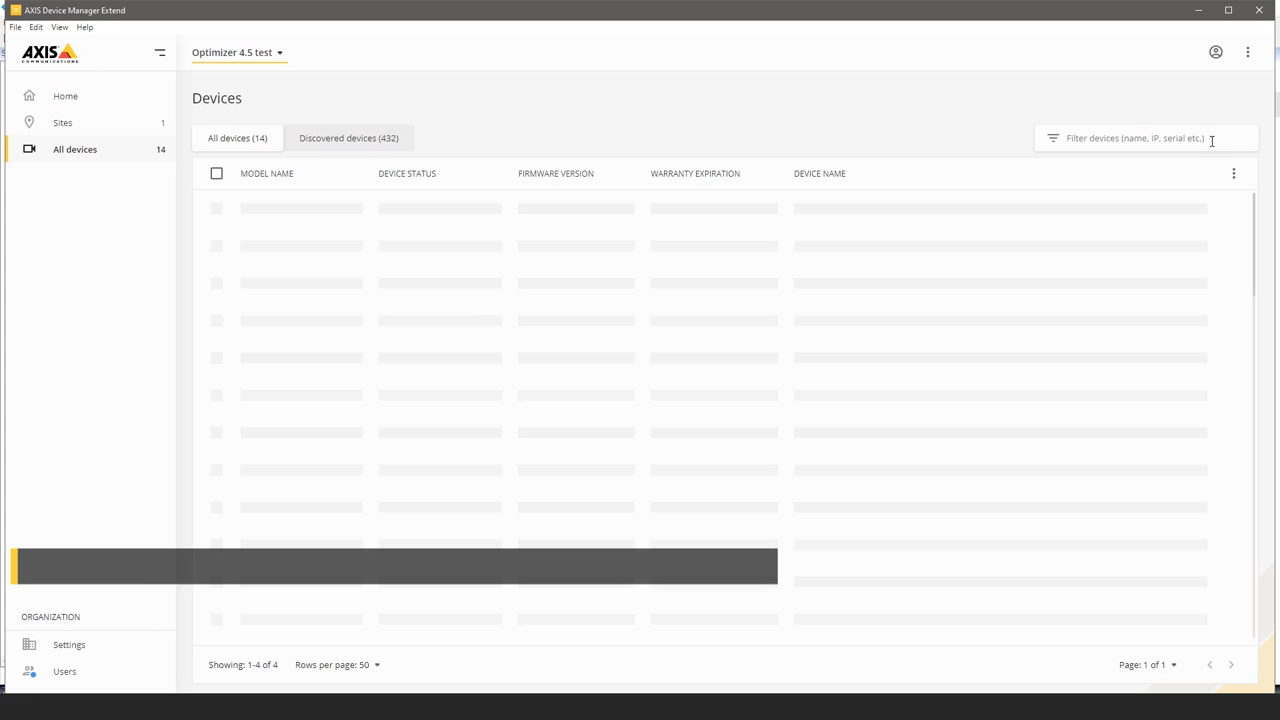 AXIS Device Manager Extend
File Edit View Help
AXIS
COMMUNICATIONS
Optimizer 4.5 test
Home
Sites 1
All devices 14
Devices
All devices (14) Discovered devices (432)
Filter devices (name, IP, serial etc.)
MODEL NAME DEVICE STATUS FIRMWARE VERSION WARRANTY EXPIRATION DEVICE NAME
ORGANIZATION
Settings
Users
Showing: 1-4 of 4 Rows per page: 50 Page: 1 of 1